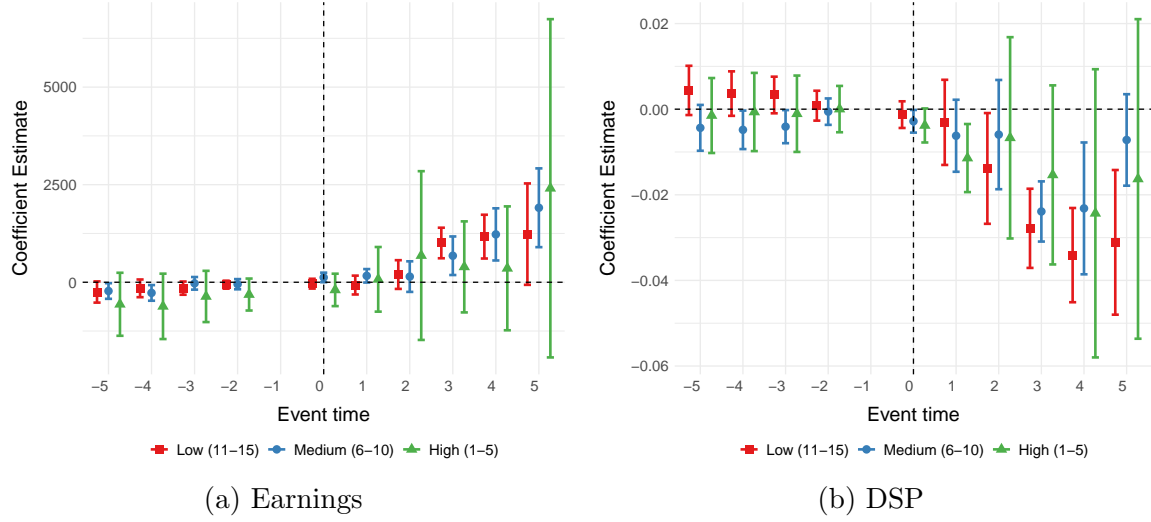 5000
2500
0
Coefficient Estimate
−5 −4 −3 −2 0 1 2 3 4 5
Event time
Low (11−15) Medium (6−10) High (1−5)
(a) Earnings
0.02
0.00
−0.02
−0.04
−0.06
Coefficient Estimate
−5 −4 −3 −2 0 1 2 3 4 5
Event time
Low (11−15) Medium (6−10) High (1−5)
(b) DSP